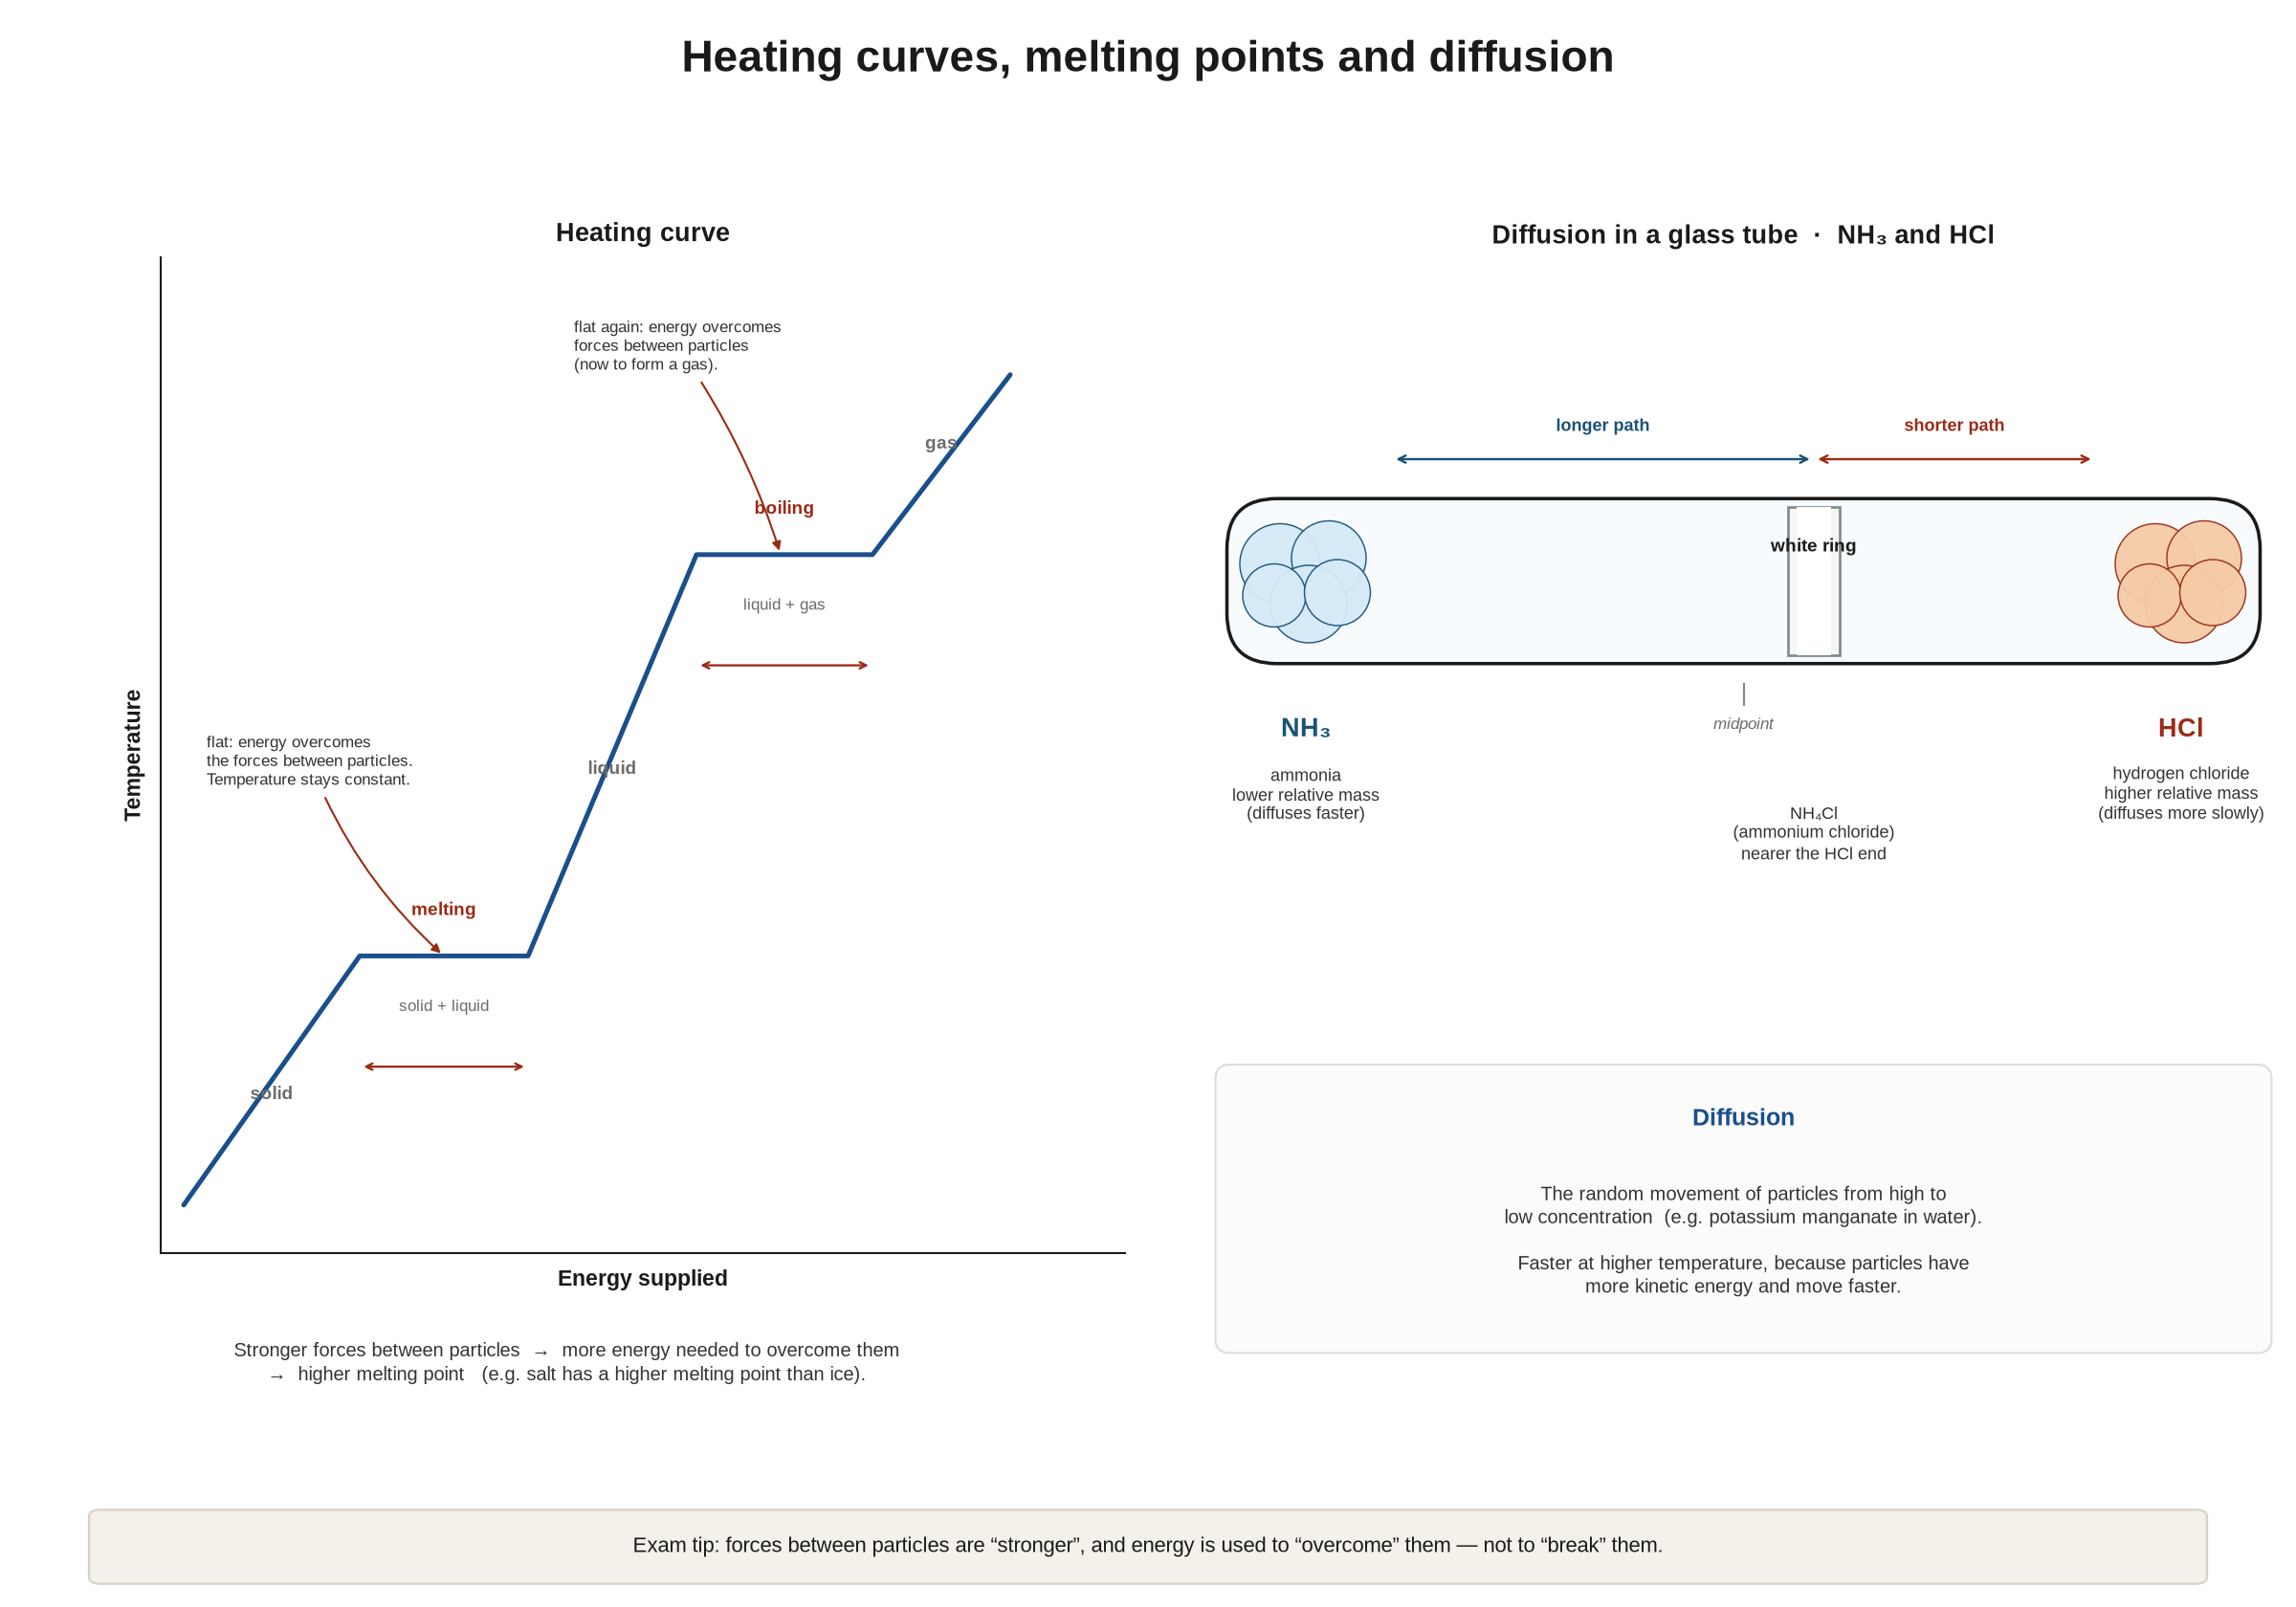 Heating curves, melting points and diffusion
Heating curve
flat again: energy overcomes
forces between particles
(now to form a gas).
gas
boiling
liquid + gas
Temperature
flat: energy overcomes
the forces between particles.
Temperature stays constant.
liquid
melting
solid + liquid
solid
Energy supplied
Stronger forces between particles → more energy needed to overcome them
→ higher melting point (e.g. salt has a higher melting point than ice).
Diffusion in a glass tube · NH₃ and HCl
longer path
shorter path
white ring
midpoint
NH₃
ammonia
lower relative mass
(diffuses faster)
NH₄Cl
(ammonium chloride)
nearer the HCl end
HCl
hydrogen chloride
higher relative mass
(diffuses more slowly)
Diffusion
The random movement of particles from high to
low concentration (e.g. potassium manganate in water).
Faster at higher temperature, because particles have
more kinetic energy and move faster.
Exam tip: forces between particles are “stronger”, and energy is used to “overcome” them — not to “break” them.